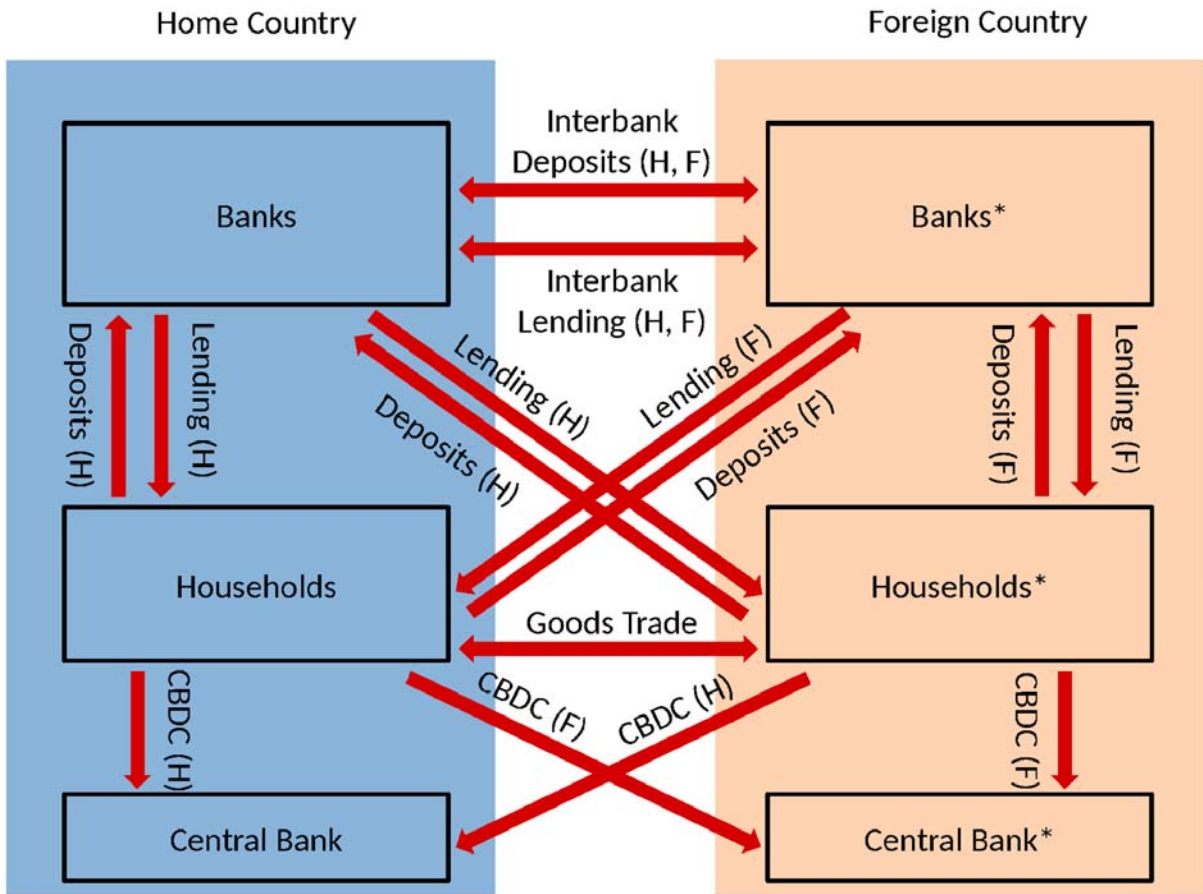 Home Country
Foreign Country
Interbank
Deposits (H, F)
Banks
Banks*
Interbank
Lending (H, F)
Deposits (H)
Lending (H)
Lending (H)
Deposits (H)
Lending (F)
Deposits (F)
Deposits (F)
Lending (F)
Households
Households*
Goods Trade
CBDC (H)
CBDC (F)
CBDC (H)
CBDC (F)
Central Bank
Central Bank*